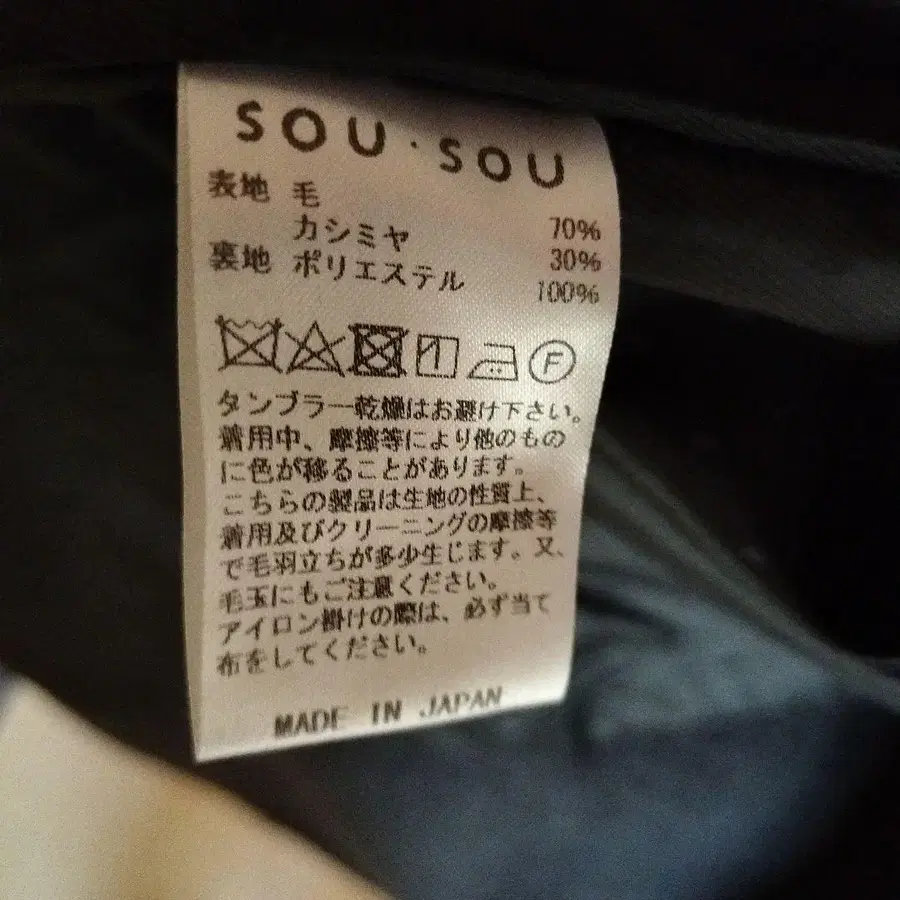 SOU・SOU
表地 毛 70%
カシミヤ 30%
裏地 ポリエステル 100%
F
タンブラー乾燥はお避け下さい。
着用中、摩擦等により他のもの
に色が移ることがあります。
こちらの製品は生地の性質上、
着用及びクリーニングの摩擦等
で毛羽立ちが多少生じます。又、
毛玉にもご注意ください。
アイロン掛けの際は、必ず当て
布をしてください。
MADE IN JAPAN